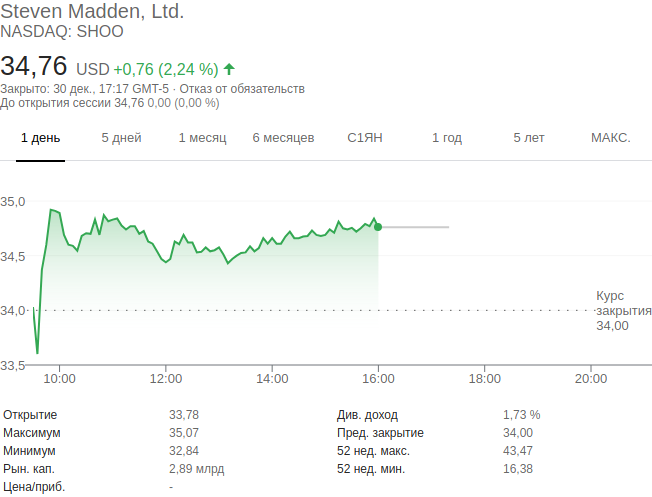 Steven Madden, Ltd.
NASDAQ: SHOO
34,76 USD +0,76 (2,24 %)
Закрыто: 30 дек., 17:17 GMT-5 · Отказ от обязательств
До открытия сессии 34,76 0,00 (0,00 %)
1 день 5 дней 1 месяц 6 месяцев С1ЯН 1 год 5 лет МАКС.
35,0
34,5
34,0
33,5
Курс
закрытия
34,00
10:00 12:00 14:00 16:00 18:00 20:00
Открытие 33,78 Див. доход 1,73 %
Максимум 35,07 Пред. закрытие 34,00
Минимум 32,84 52 нед. макс. 43,47
Рын. кап. 2,89 млрд 52 нед. мин. 16,38
Цена/приб. -